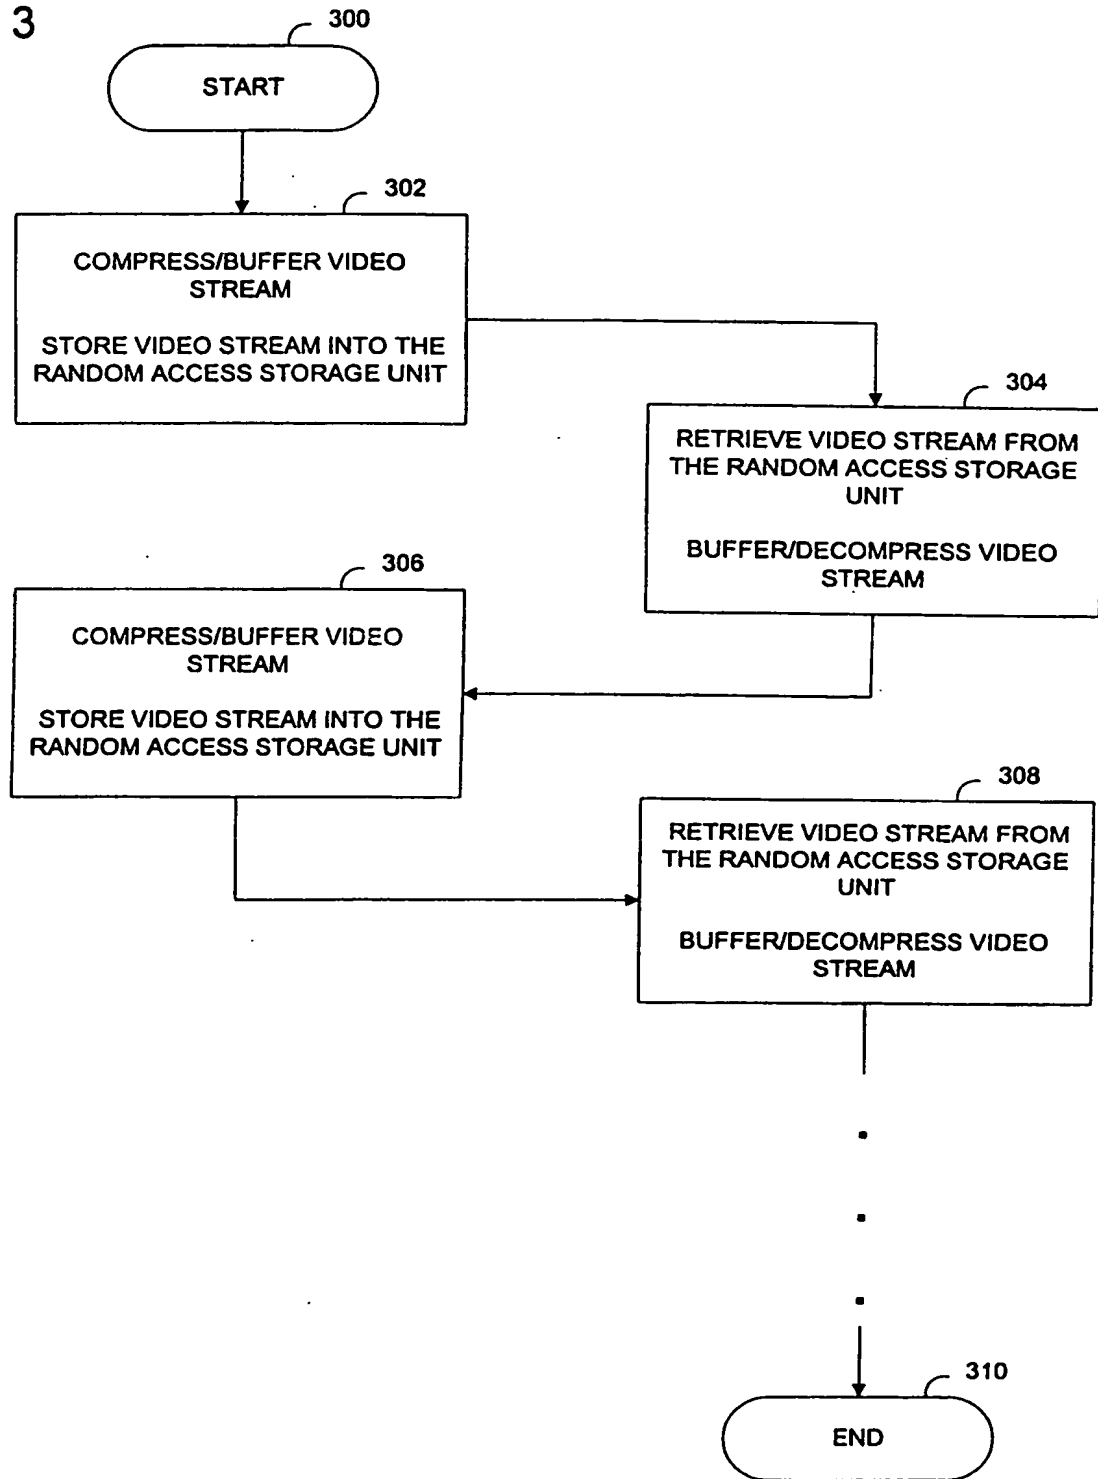 3
300
START
302
COMPRESS/BUFFER VIDEO
STREAM
STORE VIDEO STREAM INTO THE
RANDOM ACCESS STORAGE UNIT
304
RETRIEVE VIDEO STREAM FROM
THE RANDOM ACCESS STORAGE
UNIT
BUFFER/DECOMPRESS VIDEO
STREAM
306
COMPRESS/BUFFER VIDEO
STREAM
STORE VIDEO STREAM INTO THE
RANDOM ACCESS STORAGE UNIT
308
RETRIEVE VIDEO STREAM FROM
THE RANDOM ACCESS STORAGE
UNIT
BUFFER/DECOMPRESS VIDEO
STREAM
310
END